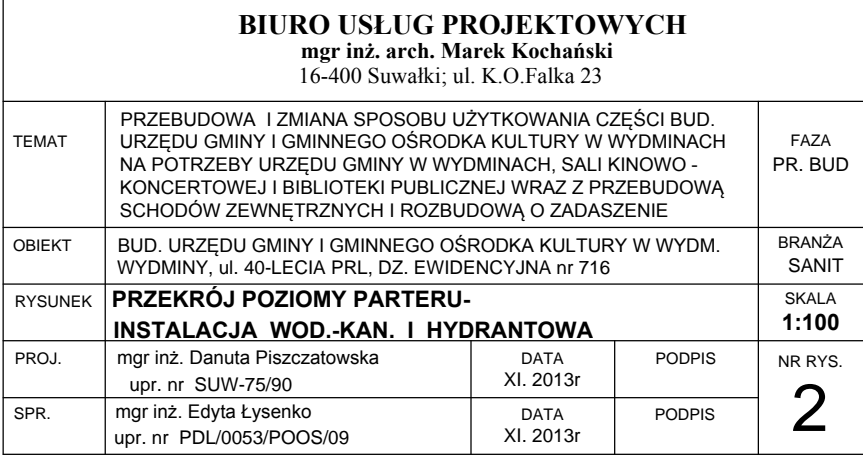 BIURO USŁUG PROJEKTOWYCH
mgr inż. arch. Marek Kochański
16-400 Suwałki; ul. K.O.Falka 23
TEMAT
PRZEBUDOWA I ZMIANA SPOSOBU UŻYTKOWANIA CZĘŚCI BUD.
URZĘDU GMINY I GMINNEGO OŚRODKA KULTURY W WYDMINACH
NA POTRZEBY URZĘDU GMINY W WYDMINACH, SALI KINOWO -
KONCERTOWEJ I BIBLIOTEKI PUBLICZNEJ WRAZ Z PRZEBUDOWĄ
SCHODÓW ZEWNĘTRZNYCH I ROZBUDOWĄ O ZADASZENIE
FAZA
PR. BUD
OBIEKT
BUD. URZĘDU GMINY I GMINNEGO OŚRODKA KULTURY W WYDM.
WYDMINY, ul. 40-LECIA PRL, DZ. EWIDENCYJNA nr 716
BRANŻA
SANIT
RYSUNEK
PRZEKRÓJ POZIOMY PARTERU-
INSTALACJA WOD.-KAN. I HYDRANTOWA
SKALA
1:100
PROJ.
mgr inż. Danuta Piszczatowska
upr. nr SUW-75/90
DATA
XI. 2013r
PODPIS
NR RYS.
2
SPR.
mgr inż. Edyta Łysenko
upr. nr PDL/0053/POOS/09
DATA
XI. 2013r
PODPIS